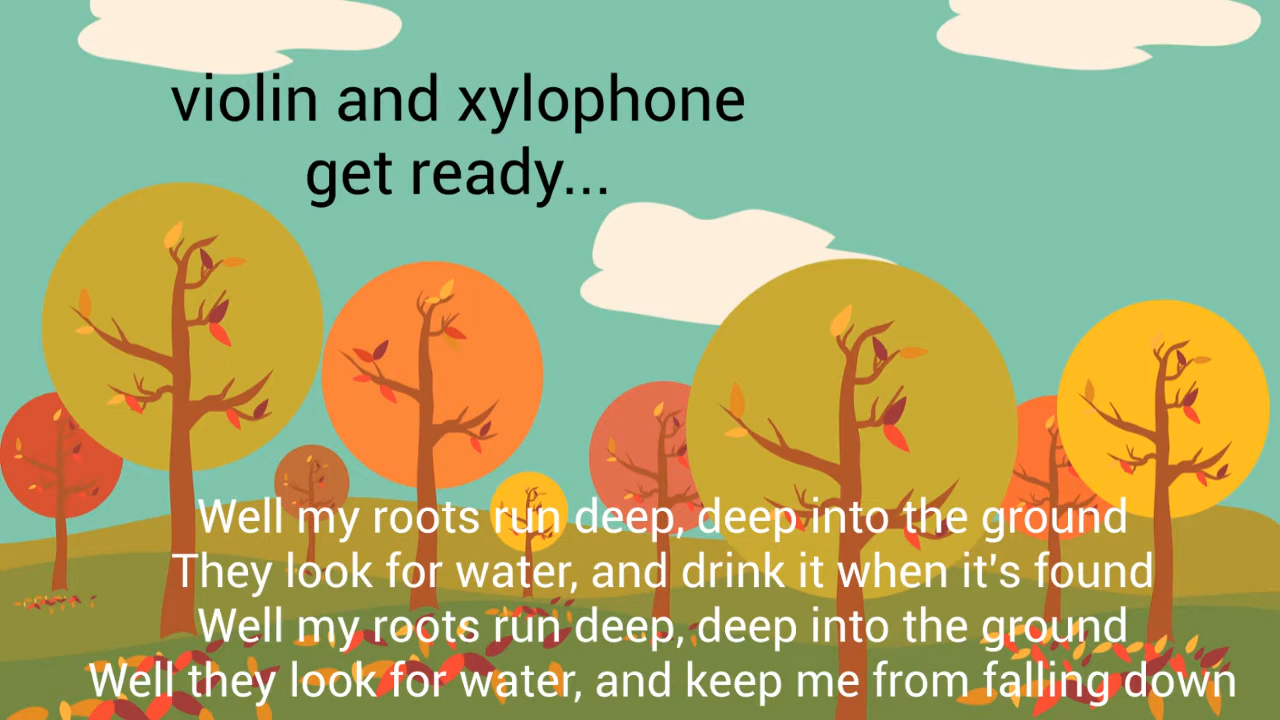 violin and xylophone
get ready...
Well my roots run deep, deep into the ground
They look for water, and drink it when it's found
Well my roots run deep, deep into the ground
Well they look for water, and keep me from falling down